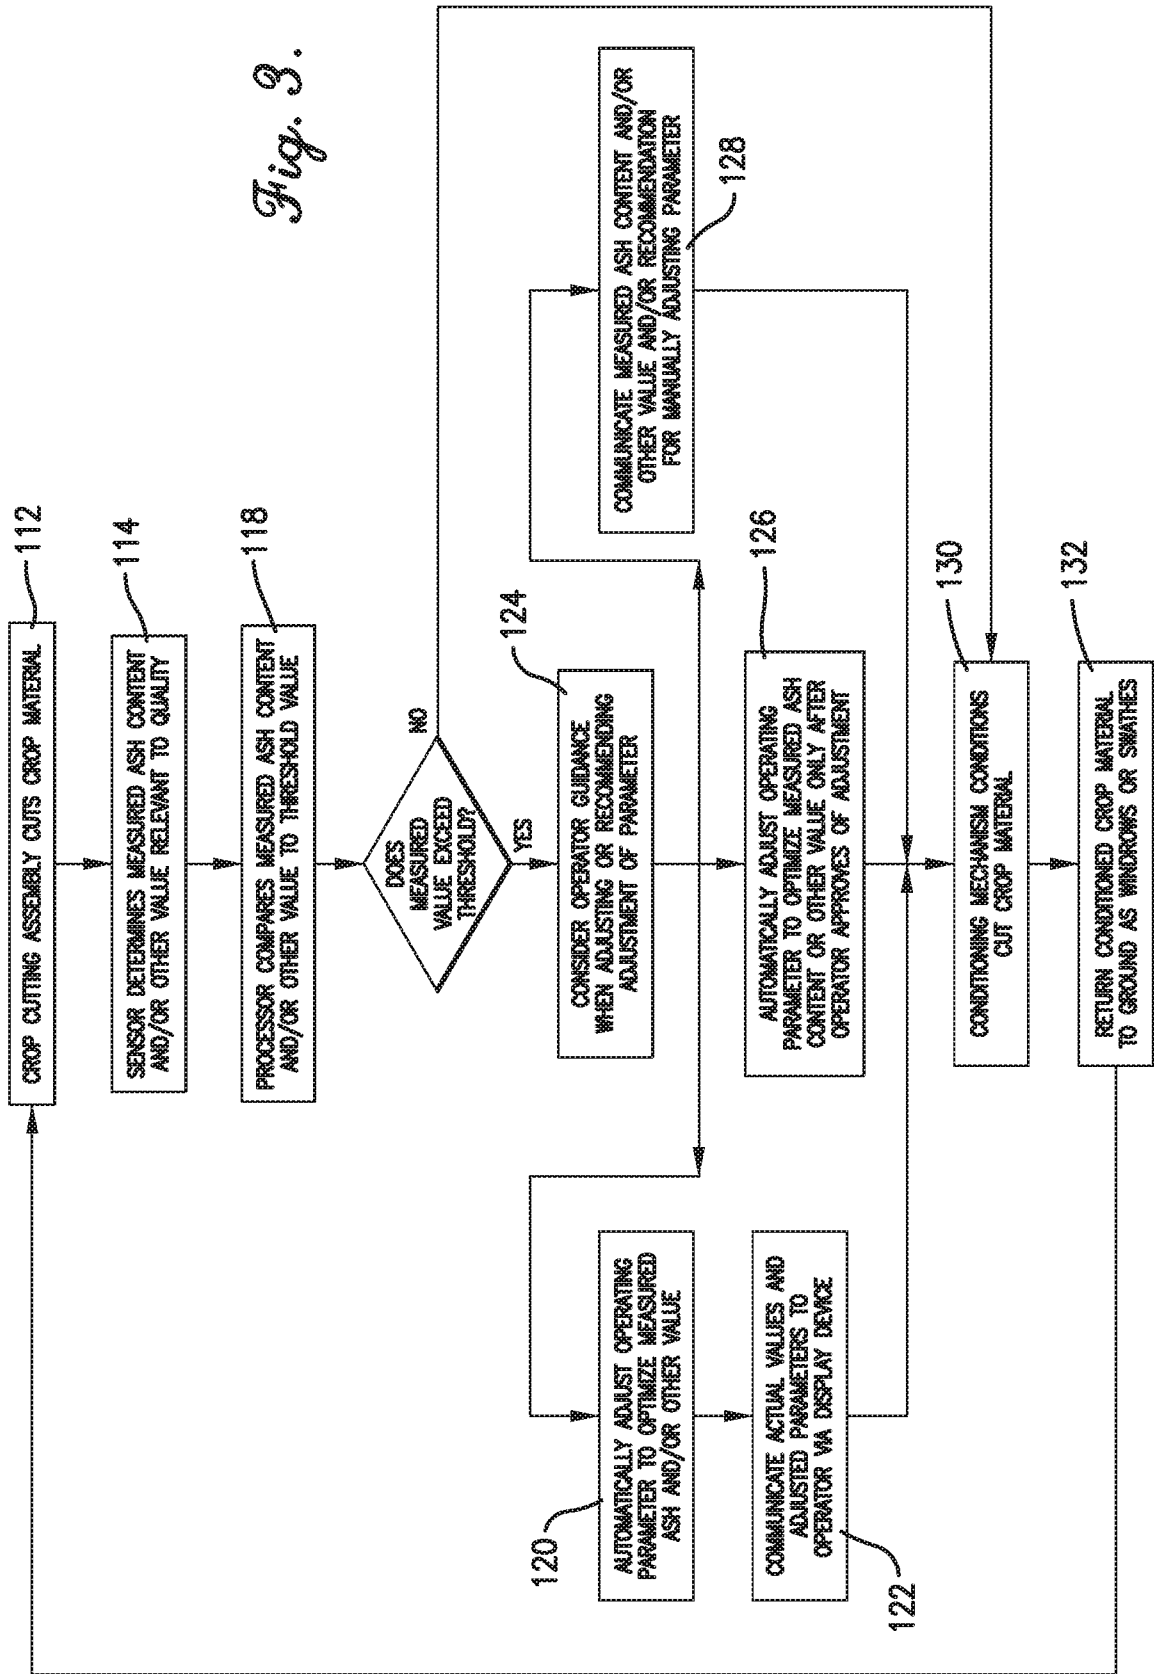 Fig. 3.
CROP CUTTING ASSEMBLY CUTS CROP MATERIAL
112
SENSOR DETERMINES MEASURED ASH CONTENT
AND/OR OTHER VALUE RELEVANT TO QUALITY
114
PROCESSOR COMPARES MEASURED ASH CONTENT
AND/OR OTHER VALUE TO THRESHOLD VALUE
118
DOES
MEASURED
VALUE EXCEED
THRESHOLD?
NO
YES
CONSIDER OPERATOR GUIDANCE
WHEN ADJUSTING OR RECOMMENDING
ADJUSTMENT OF PARAMETER
124
AUTOMATICALLY ADJUST OPERATING
PARAMETER TO OPTIMIZE MEASURED
ASH AND/OR OTHER VALUE
120
COMMUNICATE ACTUAL VALUES AND
ADJUSTED PARAMETERS TO
OPERATOR VIA DISPLAY DEVICE
122
AUTOMATICALLY ADJUST OPERATING
PARAMETER TO OPTIMIZE MEASURED ASH
CONTENT OR OTHER VALUE ONLY AFTER
OPERATOR APPROVES OF ADJUSTMENT
126
COMMUNICATE MEASURED ASH CONTENT AND/OR
OTHER VALUE AND/OR RECOMMENDATION
FOR MANUALLY ADJUSTING PARAMETER
128
CONDITIONING MECHANISM CONDITIONS
CUT CROP MATERIAL
130
RETURN CONDITIONED CROP MATERIAL
TO GROUND AS WINDROWS OR SWATHES
132